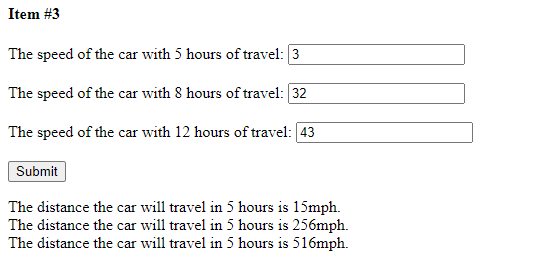 Item #3
The speed of the car with 5 hours of travel: 3
The speed of the car with 8 hours of travel: 32
The speed of the car with 12 hours of travel: 43
Submit
The distance the car will travel in 5 hours is 15mph.
The distance the car will travel in 5 hours is 256mph.
The distance the car will travel in 5 hours is 516mph.